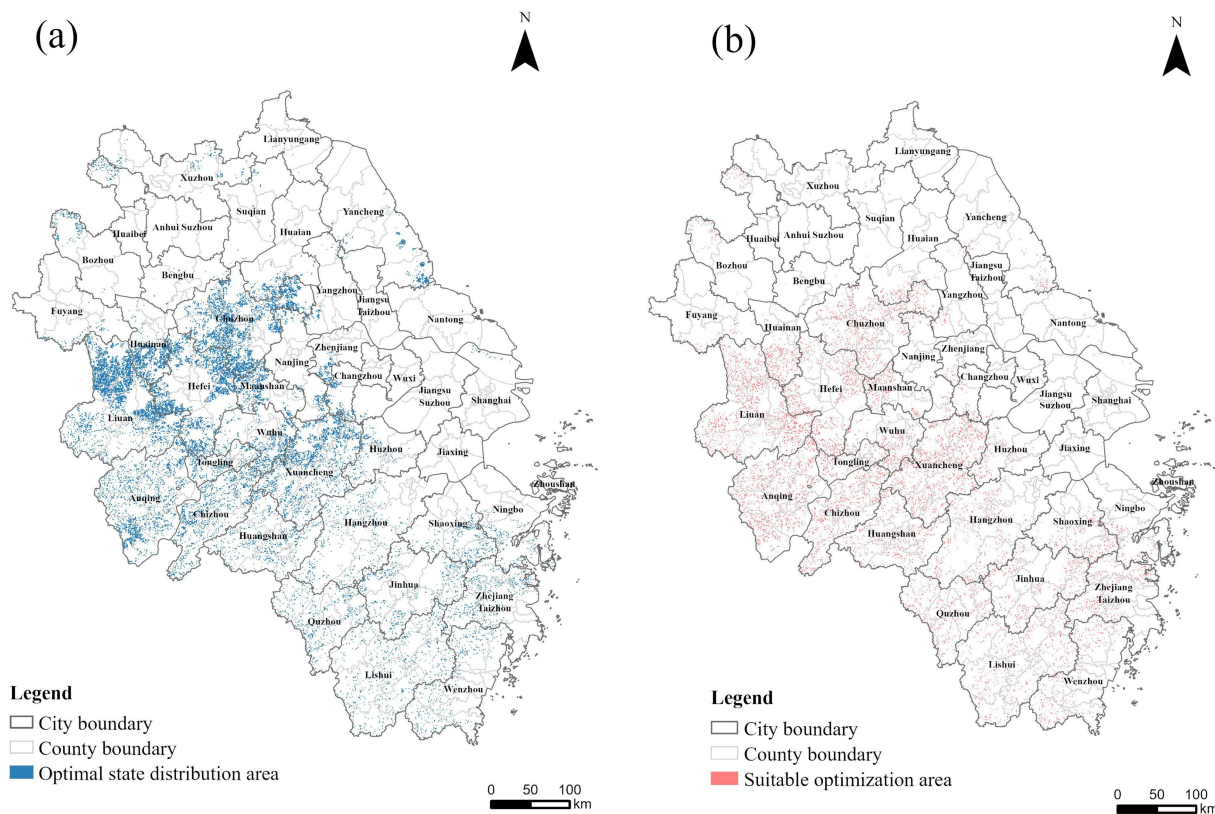 (a)
N
Lianyungang
Xuzhou
Suqian
Yancheng
Huaibei
Anhui Suzhou
Huaian
Bozhou
Bengbu
Yangzhou
Jiangsu
Taizhou
Fuyang
Chuzhou
Nantong
Huainan
Zhenjiang
Nanjing
Changzhou
Wuxi
Hefei
Maanshan
Jiangsu
Suzhou
Shanghai
Liuan
Wuhu
Huzhou
Jiaxing
Tongling
Xuancheng
Zhoushan
Anqing
Chizhou
Hangzhou
Shaoxing
Ningbo
Huangshan
Jinhua
Zhejiang
Taizhou
Quzhou
Lishui
Wenzhou
Legend
City boundary
County boundary
Optimal state distribution area
0 50 100
km
(b)
N
Lianyungang
Xuzhou
Suqian
Yancheng
Huaibei
Anhui Suzhou
Huaian
Bozhou
Bengbu
Jiangsu
Taizhou
Yangzhou
Fuyang
Huainan
Chuzhou
Nantong
Zhenjiang
Nanjing
Changzhou
Wuxi
Hefei
Maanshan
Jiangsu
Suzhou
Shanghai
Liuan
Wuhu
Huzhou
Jiaxing
Tongling
Xuancheng
Zhoushan
Anqing
Chizhou
Hangzhou
Shaoxing
Ningbo
Huangshan
Jinhua
Zhejiang
Taizhou
Quzhou
Lishui
Wenzhou
Legend
City boundary
County boundary
Suitable optimization area
0 50 100
km